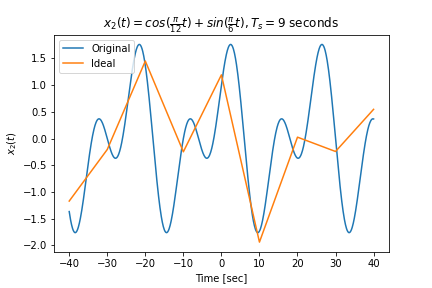 x₂(t) = cos(π/12 t) + sin(π/6 t), Tₛ = 9 seconds
Original
Ideal
1.5
1.0
0.5
0.0
−0.5
−1.0
−1.5
−2.0
x₂(t)
−40 −30 −20 −10 0 10 20 30 40
Time [sec]